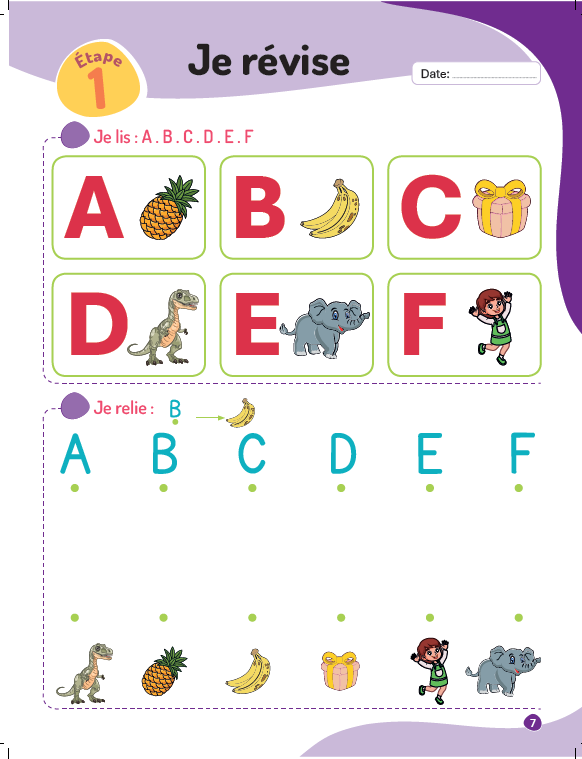 Étape
1
Je révise
Date: ........................
Je lis : A . B . C . D . E . F
A B C
D E F
Je relie : B
A B C D E F
7